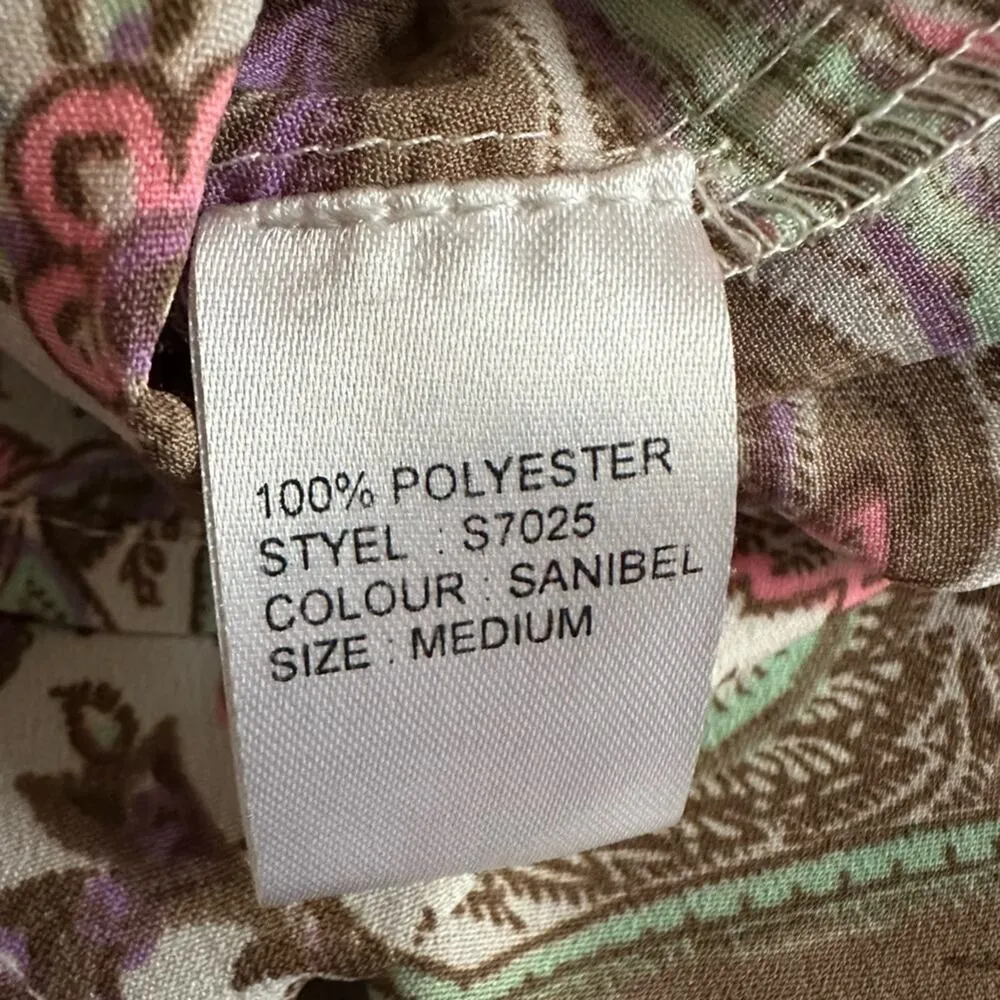 100% POLYESTER
STYEL : S7025
COLOUR : SANIBEL
SIZE : MEDIUM